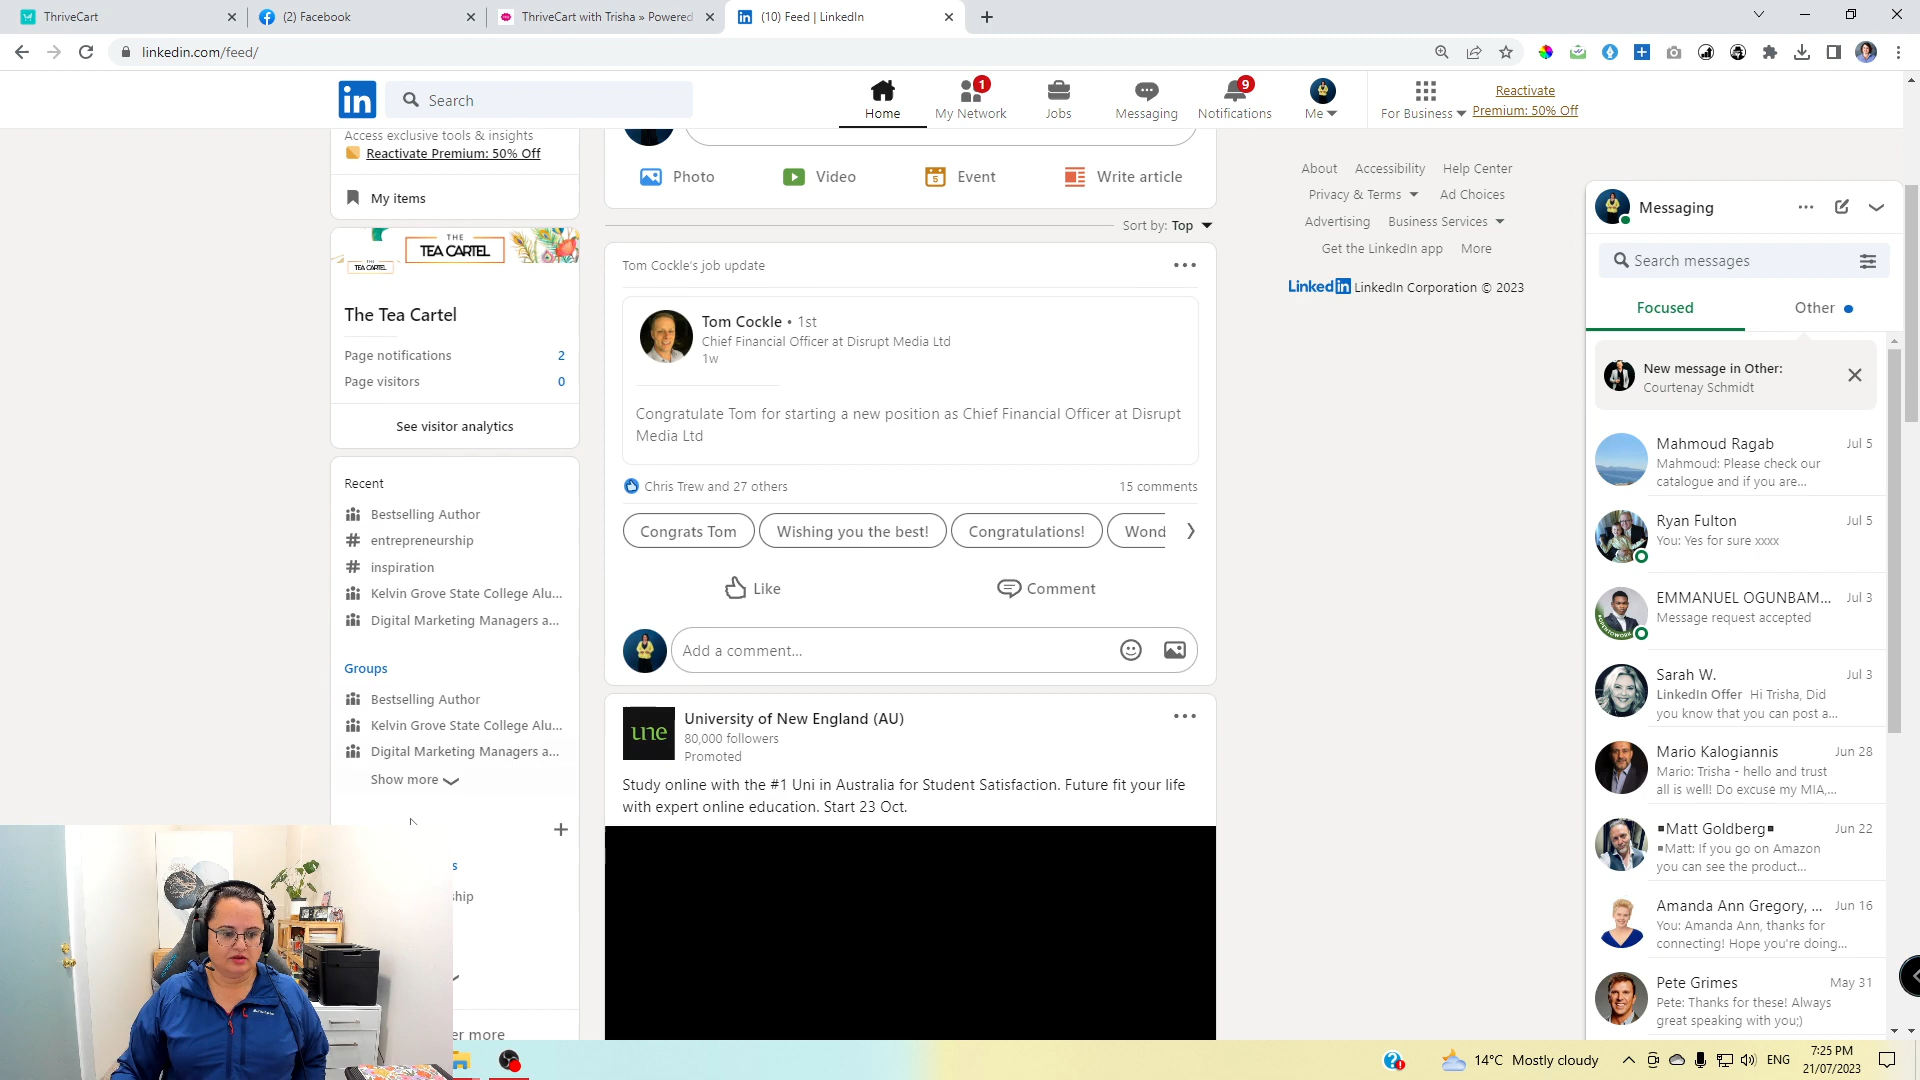 ThriveCart
(2) Facebook
ThriveCart with Trisha » Powered
(10) Feed | LinkedIn
linkedin.com/feed/
in
Search
Home
1
My Network
Jobs
Messaging
9
Notifications
Me
For Business
Reactivate
Premium: 50% Off
Access exclusive tools & insights
Reactivate Premium: 50% Off
My items
THE
TEA CARTEL
THE
TEA CARTEL
The Tea Cartel
Page notifications 2
Page visitors 0
See visitor analytics
Recent
Bestselling Author
# entrepreneurship
# inspiration
Kelvin Grove State College Alu...
Digital Marketing Managers a...
Groups
Bestselling Author
Kelvin Grove State College Alu...
Digital Marketing Managers a...
Show more
s
ship
er more
Photo
Video
5
Event
Write article
Sort by: Top
Tom Cockle's job update
Tom Cockle • 1st
Chief Financial Officer at Disrupt Media Ltd
1w
Congratulate Tom for starting a new position as Chief Financial Officer at Disrupt
Media Ltd
Chris Trew and 27 others
15 comments
Congrats Tom
Wishing you the best!
Congratulations!
Wond
Like
Comment
Add a comment...
une
University of New England (AU)
80,000 followers
Promoted
Study online with the #1 Uni in Australia for Student Satisfaction. Future fit your life
with expert online education. Start 23 Oct.
About Accessibility Help Center
Privacy & Terms Ad Choices
Advertising Business Services
Get the LinkedIn app More
LinkedIn LinkedIn Corporation © 2023
Messaging
Search messages
Focused
Other
New message in Other:
Courtenay Schmidt
Mahmoud Ragab Jul 5
Mahmoud: Please check our
catalogue and if you are...
Ryan Fulton Jul 5
You: Yes for sure xxxx
EMMANUEL OGUNBAM... Jul 3
Message request accepted
Sarah W. Jul 3
LinkedIn Offer Hi Trisha, Did
you know that you can post a...
Mario Kalogiannis Jun 28
Mario: Trisha - hello and trust
all is well! Do excuse my MIA,...
▪Matt Goldberg▪ Jun 22
▪Matt: If you go on Amazon
you can see the product...
Amanda Ann Gregory, ... Jun 16
You: Amanda Ann, thanks for
connecting! Hope you're doing...
Pete Grimes May 31
Pete: Thanks for these! Always
great speaking with you;)
14°C Mostly cloudy
ENG
7:25 PM
21/07/2023